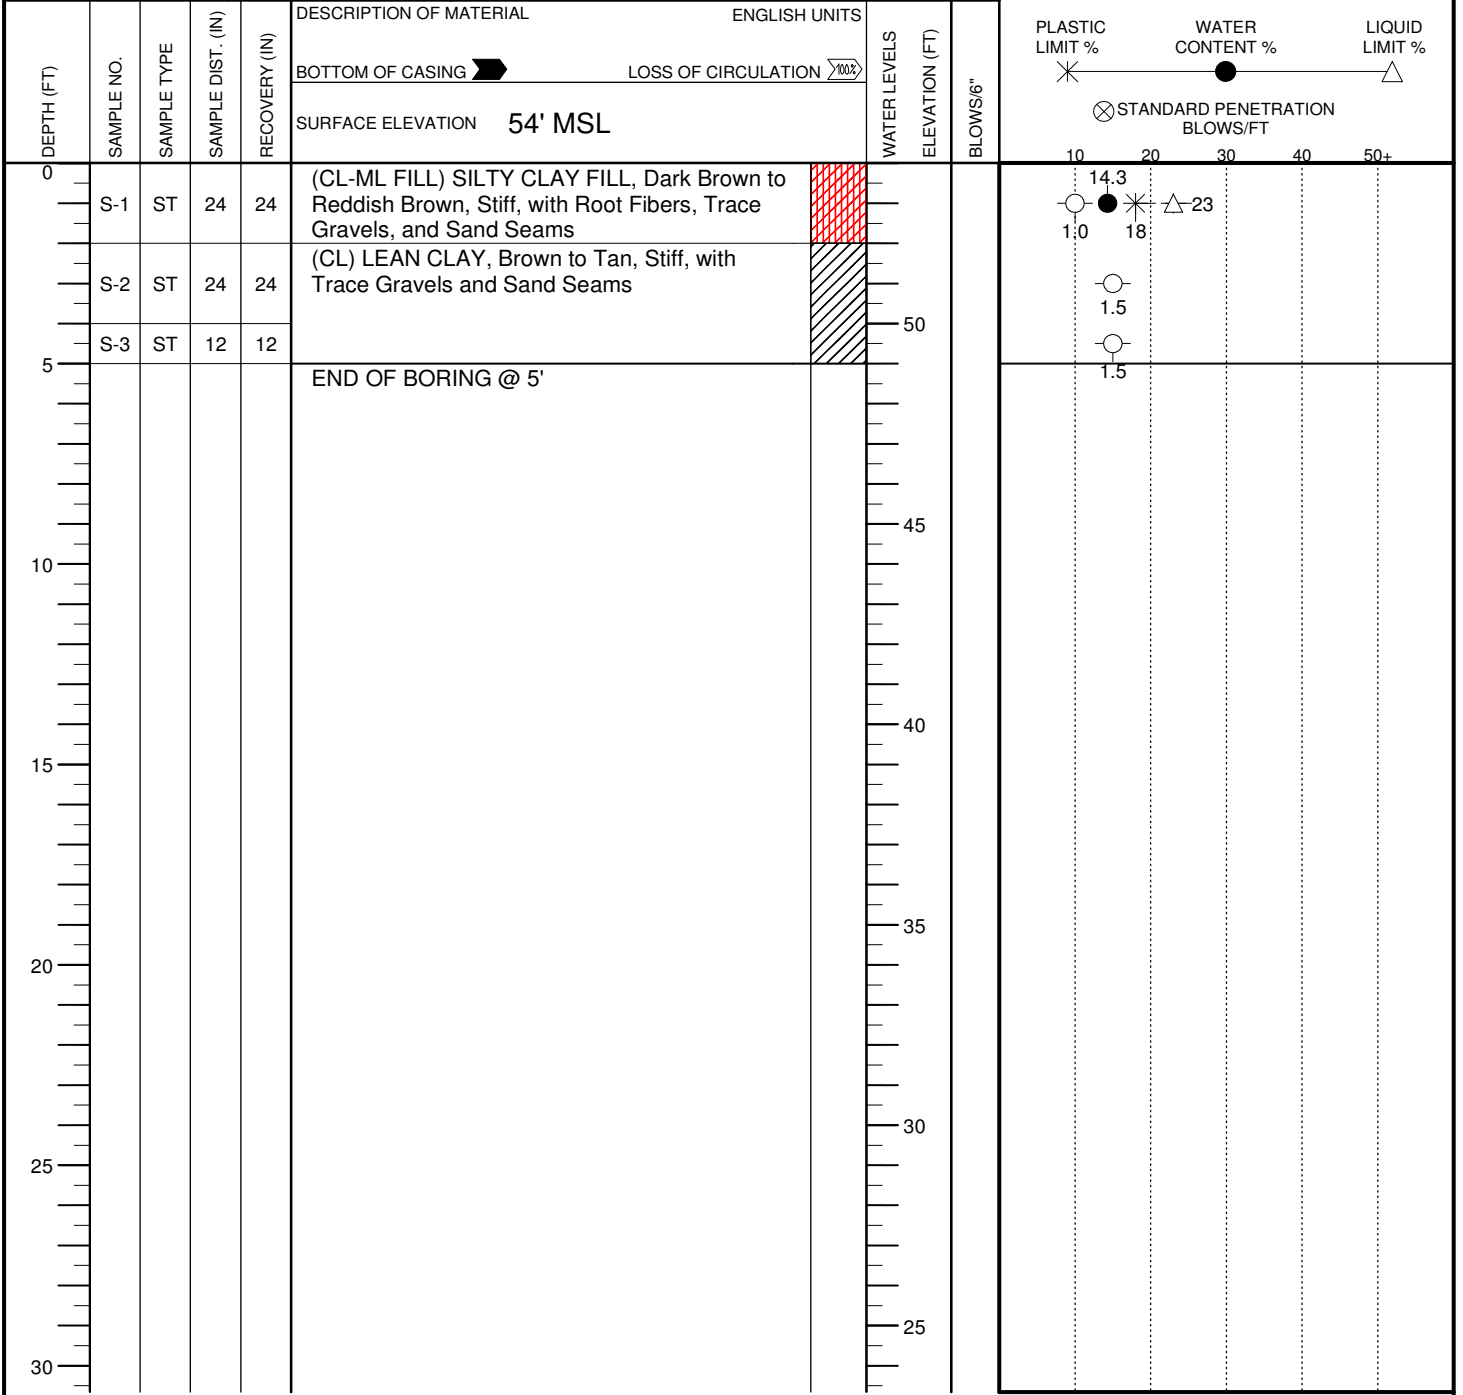 DEPTH (FT)
SAMPLE NO.
SAMPLE TYPE
SAMPLE DIST. (IN)
RECOVERY (IN)
DESCRIPTION OF MATERIAL
ENGLISH UNITS
BOTTOM OF CASING
LOSS OF CIRCULATION
100%
SURFACE ELEVATION 54' MSL
WATER LEVELS
ELEVATION (FT)
BLOWS/6"
PLASTIC
LIMIT %
WATER
CONTENT %
LIQUID
LIMIT %
STANDARD PENETRATION
BLOWS/FT
10 20 30 40 50+
0
S-1 ST 24 24
(CL-ML FILL) SILTY CLAY FILL, Dark Brown to
Reddish Brown, Stiff, with Root Fibers, Trace
Gravels, and Sand Seams
14.3
23
1.0 18
S-2 ST 24 24
(CL) LEAN CLAY, Brown to Tan, Stiff, with
Trace Gravels and Sand Seams
1.5
50
S-3 ST 12 12
1.5
5
END OF BORING @ 5'
45
10
40
15
35
20
30
25
25
30